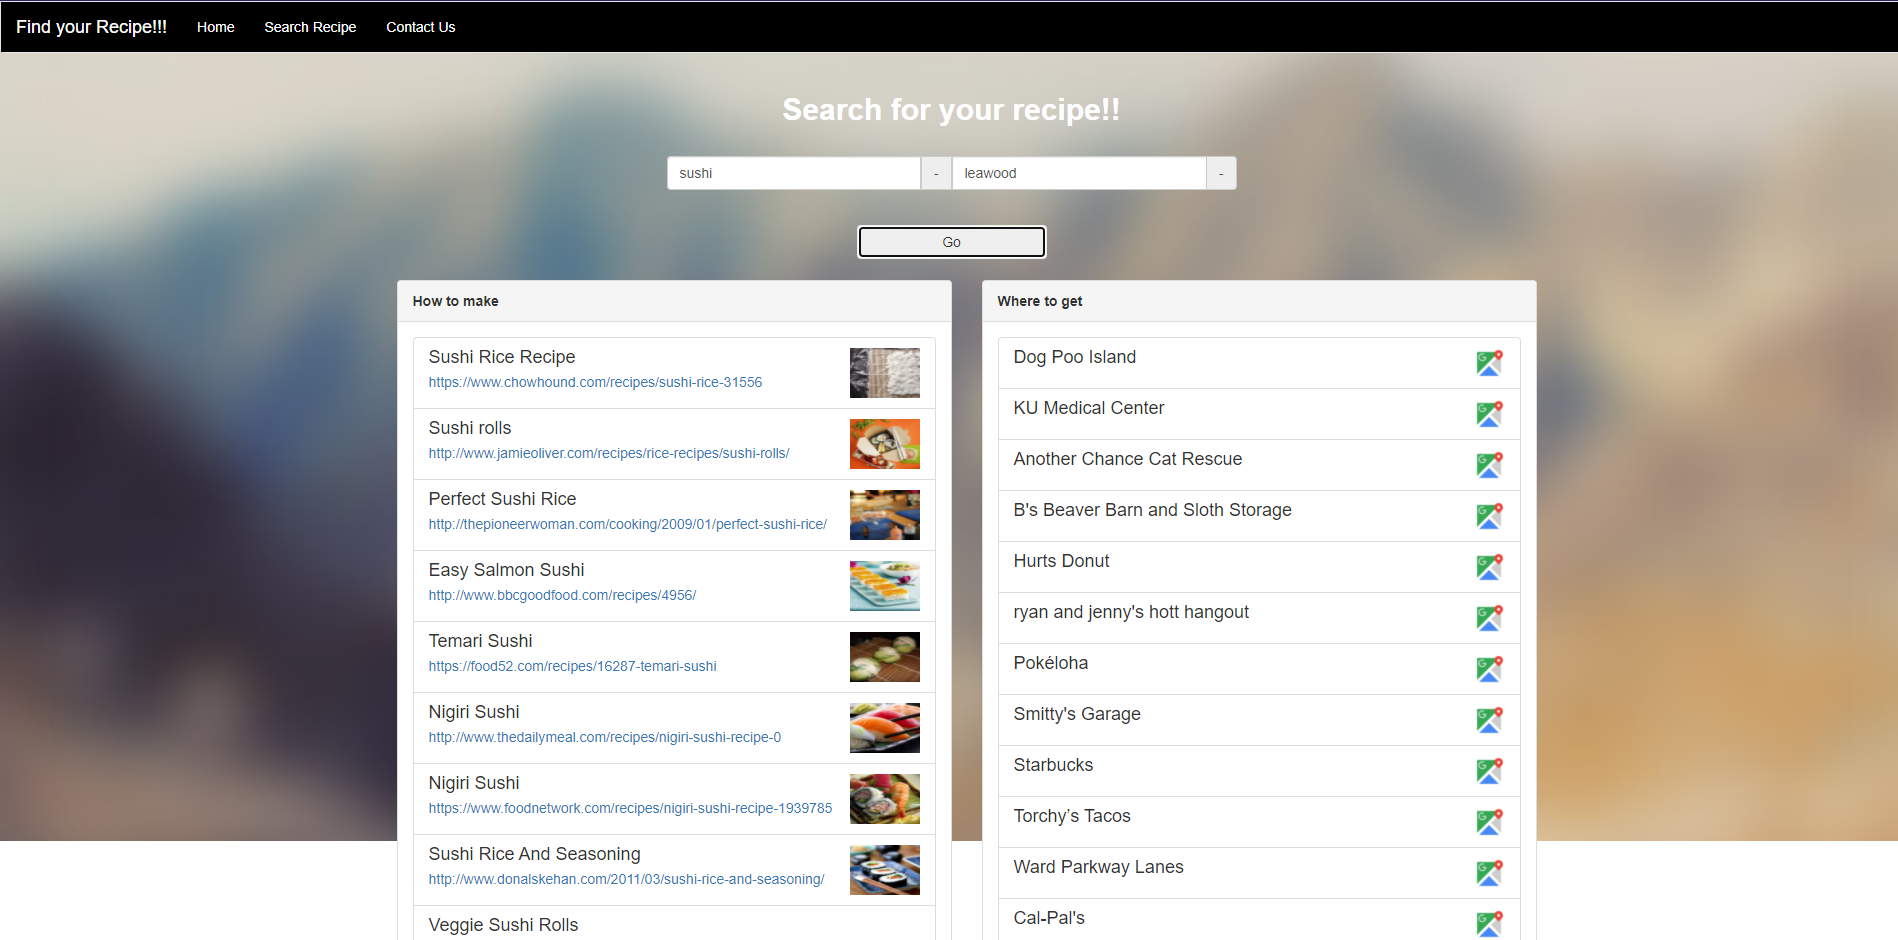 Find your Recipe!!! Home Search Recipe Contact Us
Search for your recipe!!
sushi - leawood -
Go
How to make
Sushi Rice Recipe
https://www.chowhound.com/recipes/sushi-rice-31556
Sushi rolls
http://www.jamieoliver.com/recipes/rice-recipes/sushi-rolls/
Perfect Sushi Rice
http://thepioneerwoman.com/cooking/2009/01/perfect-sushi-rice/
Easy Salmon Sushi
http://www.bbcgoodfood.com/recipes/4956/
Temari Sushi
https://food52.com/recipes/16287-temari-sushi
Nigiri Sushi
http://www.thedailymeal.com/recipes/nigiri-sushi-recipe-0
Nigiri Sushi
https://www.foodnetwork.com/recipes/nigiri-sushi-recipe-1939785
Sushi Rice And Seasoning
http://www.donalskehan.com/2011/03/sushi-rice-and-seasoning/
Veggie Sushi Rolls
Where to get
Dog Poo Island
KU Medical Center
Another Chance Cat Rescue
B's Beaver Barn and Sloth Storage
Hurts Donut
ryan and jenny's hott hangout
Pokéloha
Smitty's Garage
Starbucks
Torchy’s Tacos
Ward Parkway Lanes
Cal-Pal's